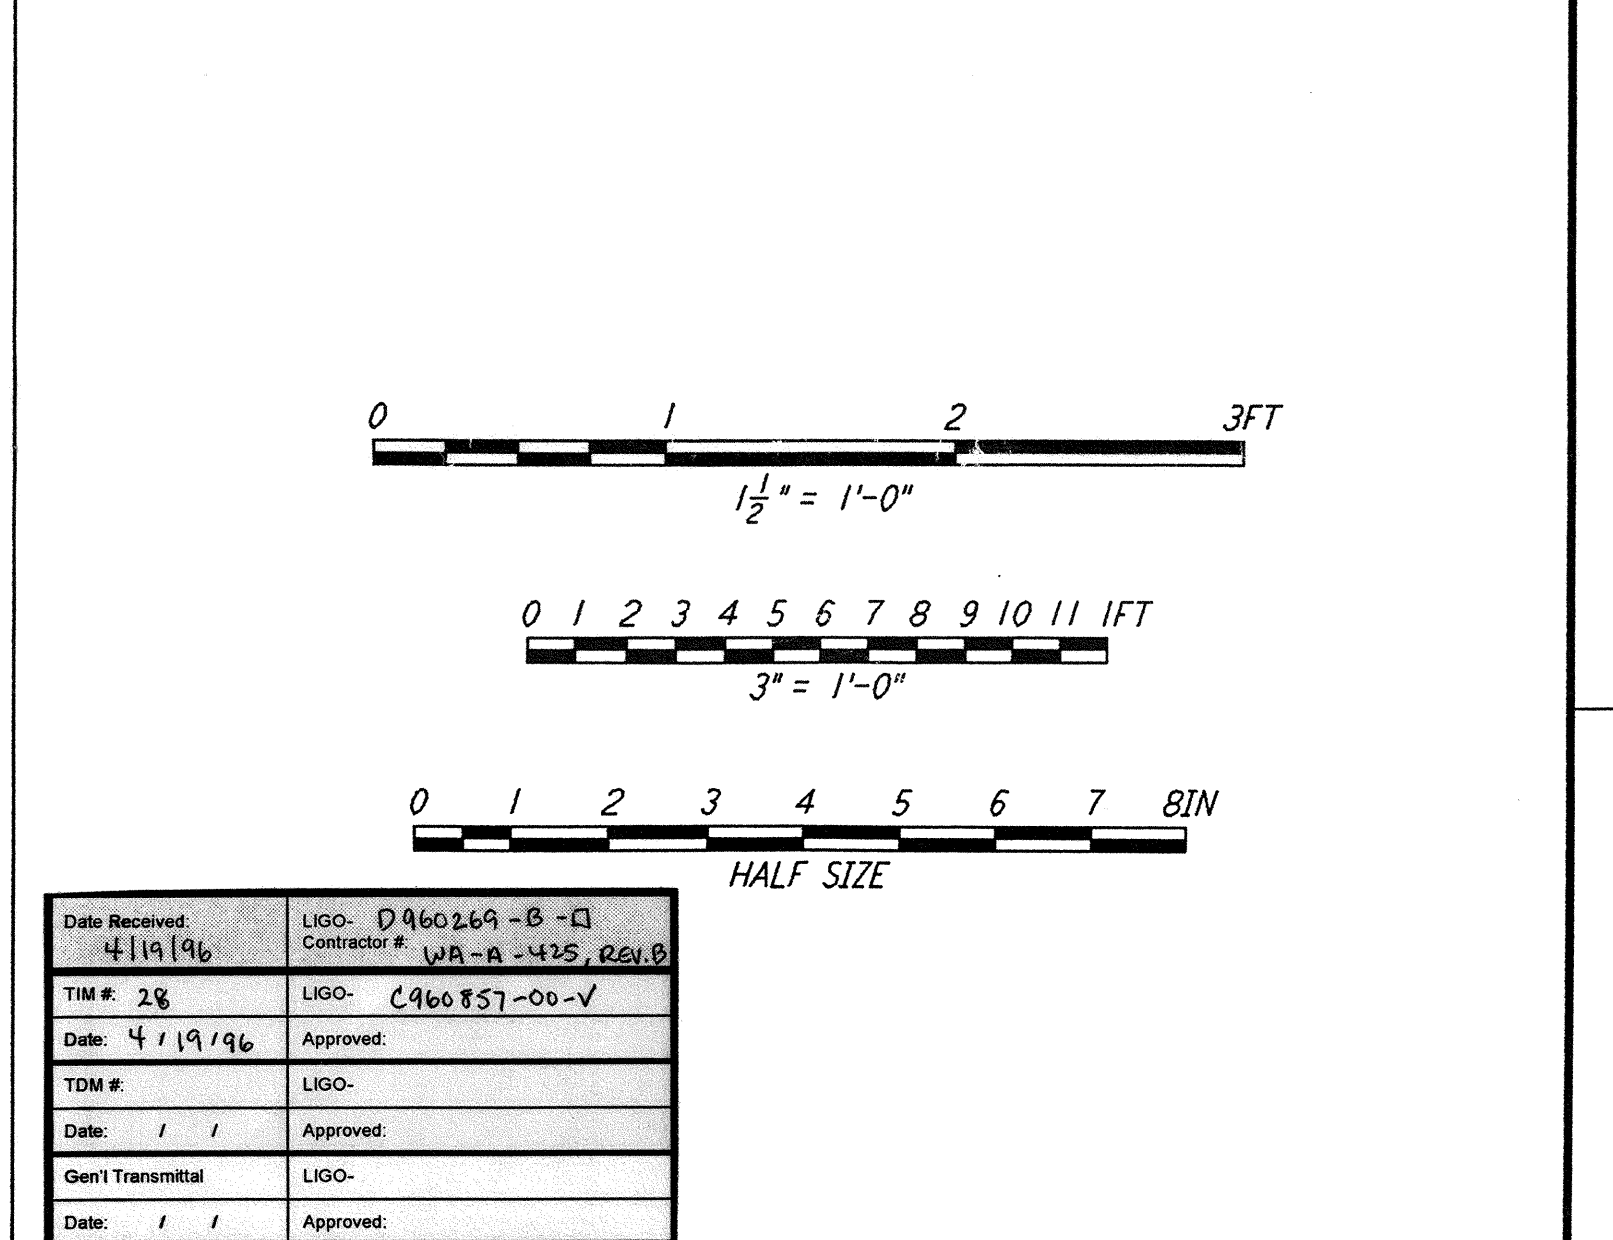 0 1 2 3FT
1 1/2" = 1'-0"
0 1 2 3 4 5 6 7 8 9 10 11 1FT
3" = 1'-0"
0 1 2 3 4 5 6 7 8IN
HALF SIZE
Date Received: 4/19/96
LIGO- D960269-B-D
Contractor #: WA-A-425, REV.B
TIM #: 28
LIGO- C960857-00-V
Date: 4/19/96
Approved:
TDM #:
LIGO-
Date: / /
Approved:
Gen'l Transmittal
LIGO-
Date: / /
Approved: